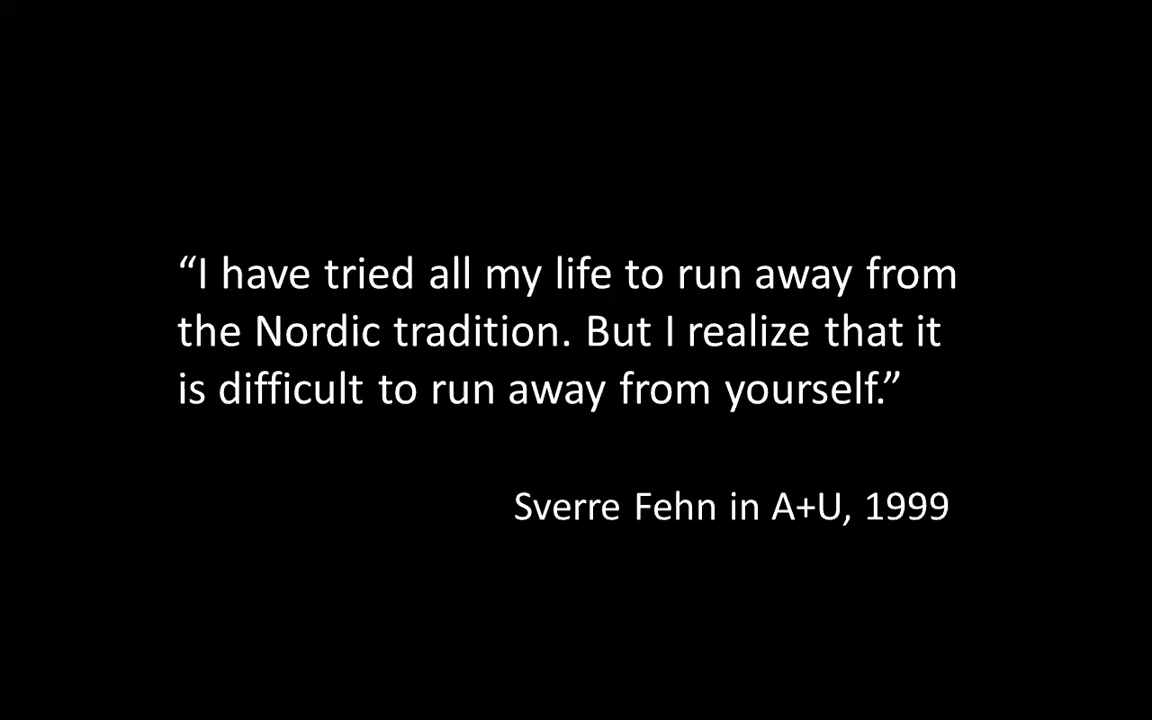 “I have tried all my life to run away from
the Nordic tradition. But I realize that it
is difficult to run away from yourself.”
Sverre Fehn in A+U, 1999